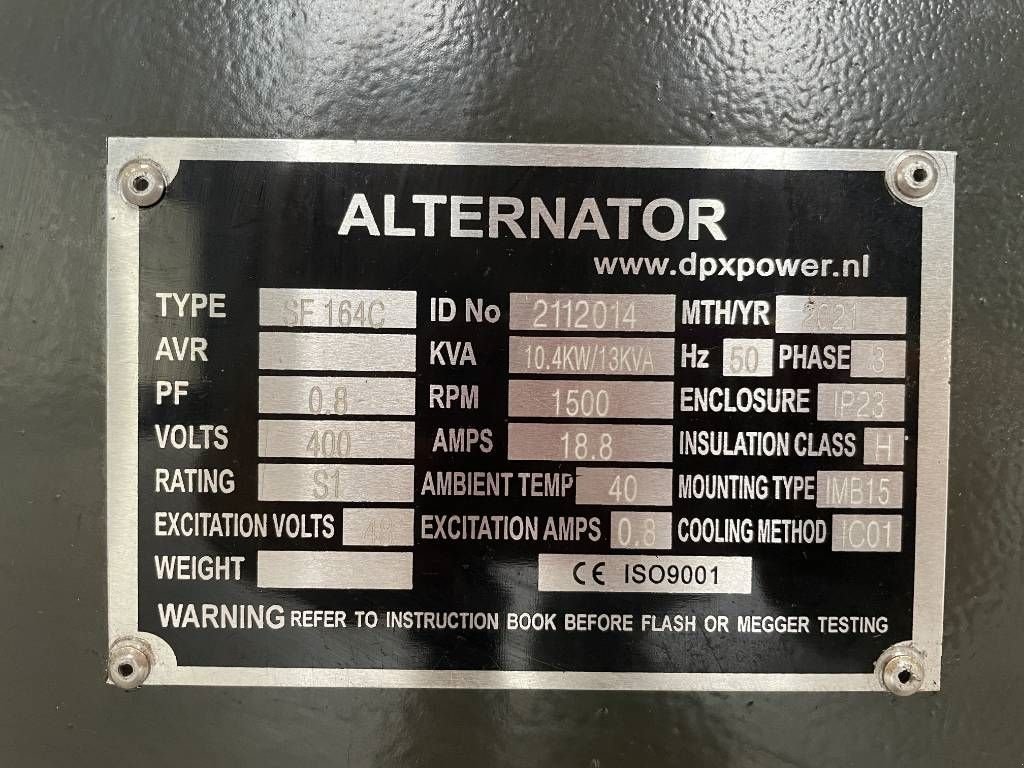 ALTERNATOR
www.dpxpower.nl
TYPE SF 164C ID No 2112014 MTH/YR 2021
AVR KVA 10.4KW/13KVA Hz 50 PHASE 3
PF 0.8 RPM 1500 ENCLOSURE IP23
VOLTS 400 AMPS 18.8 INSULATION CLASS H
RATING S1 AMBIENT TEMP 40 MOUNTING TYPE IMB15
EXCITATION VOLTS 48 EXCITATION AMPS 0.8 COOLING METHOD IC01
WEIGHT CE ISO9001
WARNING REFER TO INSTRUCTION BOOK BEFORE FLASH OR MEGGER TESTING